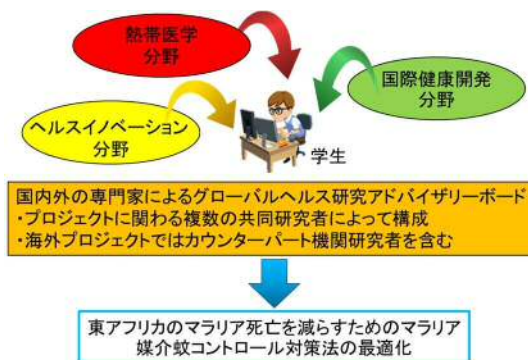 熱帯医学
分野
国際健康開発
分野
ヘルスイノベーション
分野
学生
国内外の専門家によるグローバルヘルス研究アドバイザリーボード
・プロジェクトに関わる複数の共同研究者によって構成
・海外プロジェクトではカウンターパート機関研究者を含む
東アフリカのマラリア死亡を減らすためのマラリア
媒介蚊コントロール対策法の最適化